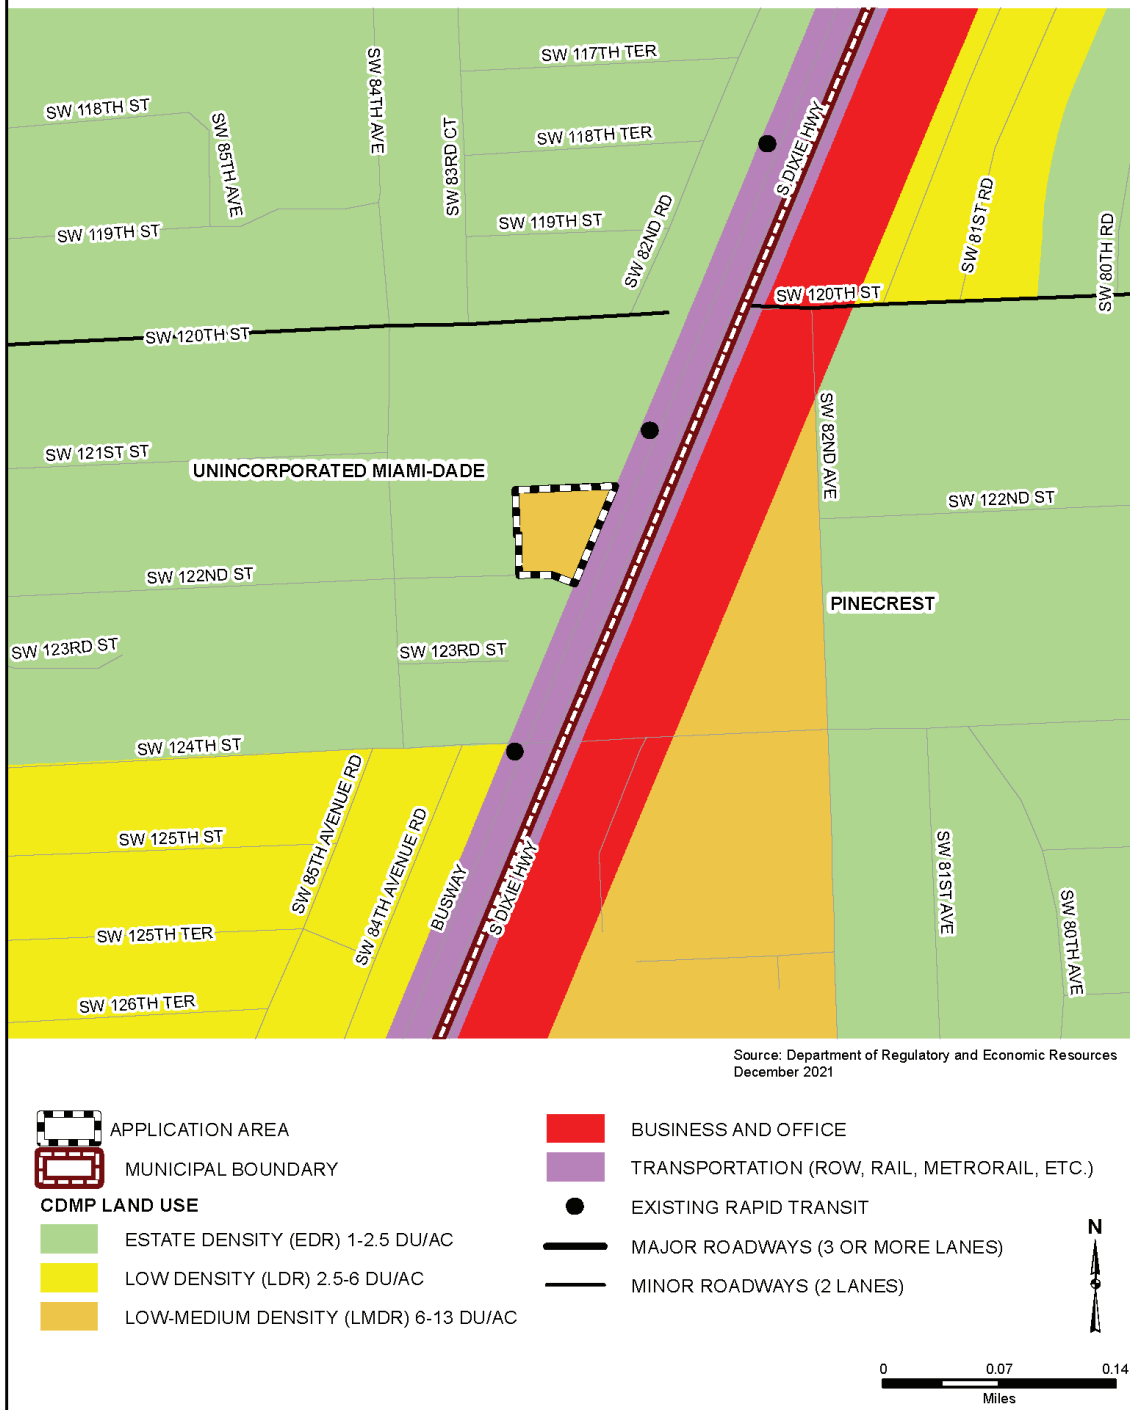 SW 117TH TER
SW 118TH ST
SW 84TH AVE
SW 85TH AVE
SW 83RD CT
SW 118TH TER
S DIXIE HWY
SW 119TH ST
SW 119TH ST
SW 82ND RD
SW 81ST RD
SW 80TH RD
SW 120TH ST
SW 120TH ST
SW 121ST ST
UNINCORPORATED MIAMI-DADE
SW 82ND AVE
SW 122ND ST
SW 122ND ST
PINECREST
SW 123RD ST
SW 123RD ST
SW 124TH ST
SW 125TH ST
SW 85TH AVENUE RD
SW 84TH AVENUE RD
BUSWAY
S DIXIE HWY
SW 81ST AVE
SW 80TH AVE
SW 125TH TER
SW 126TH TER
Source: Department of Regulatory and Economic Resources
December 2021
APPLICATION AREA
MUNICIPAL BOUNDARY
CDMP LAND USE
ESTATE DENSITY (EDR) 1-2.5 DU/AC
LOW DENSITY (LDR) 2.5-6 DU/AC
LOW-MEDIUM DENSITY (LMDR) 6-13 DU/AC
BUSINESS AND OFFICE
TRANSPORTATION (ROW, RAIL, METRORAIL, ETC.)
EXISTING RAPID TRANSIT
MAJOR ROADWAYS (3 OR MORE LANES)
MINOR ROADWAYS (2 LANES)
N
0 0.07 0.14
Miles